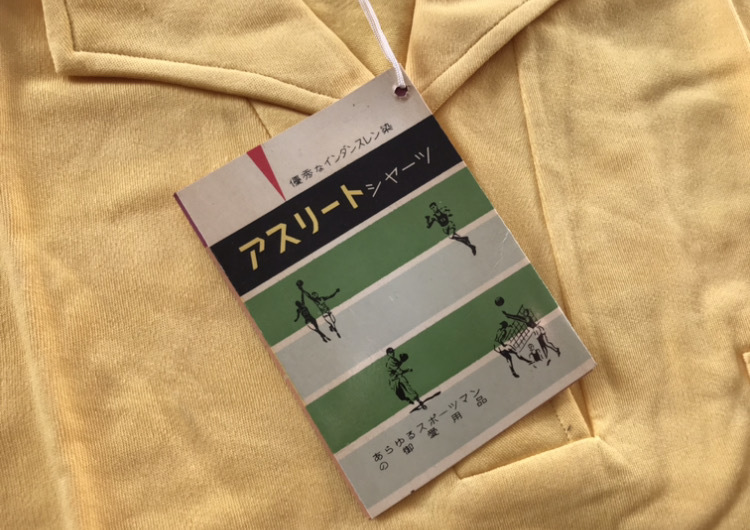 優秀なインダンスレン染
アスリートシャーツ
あらゆるスポーツマン
の御愛用品